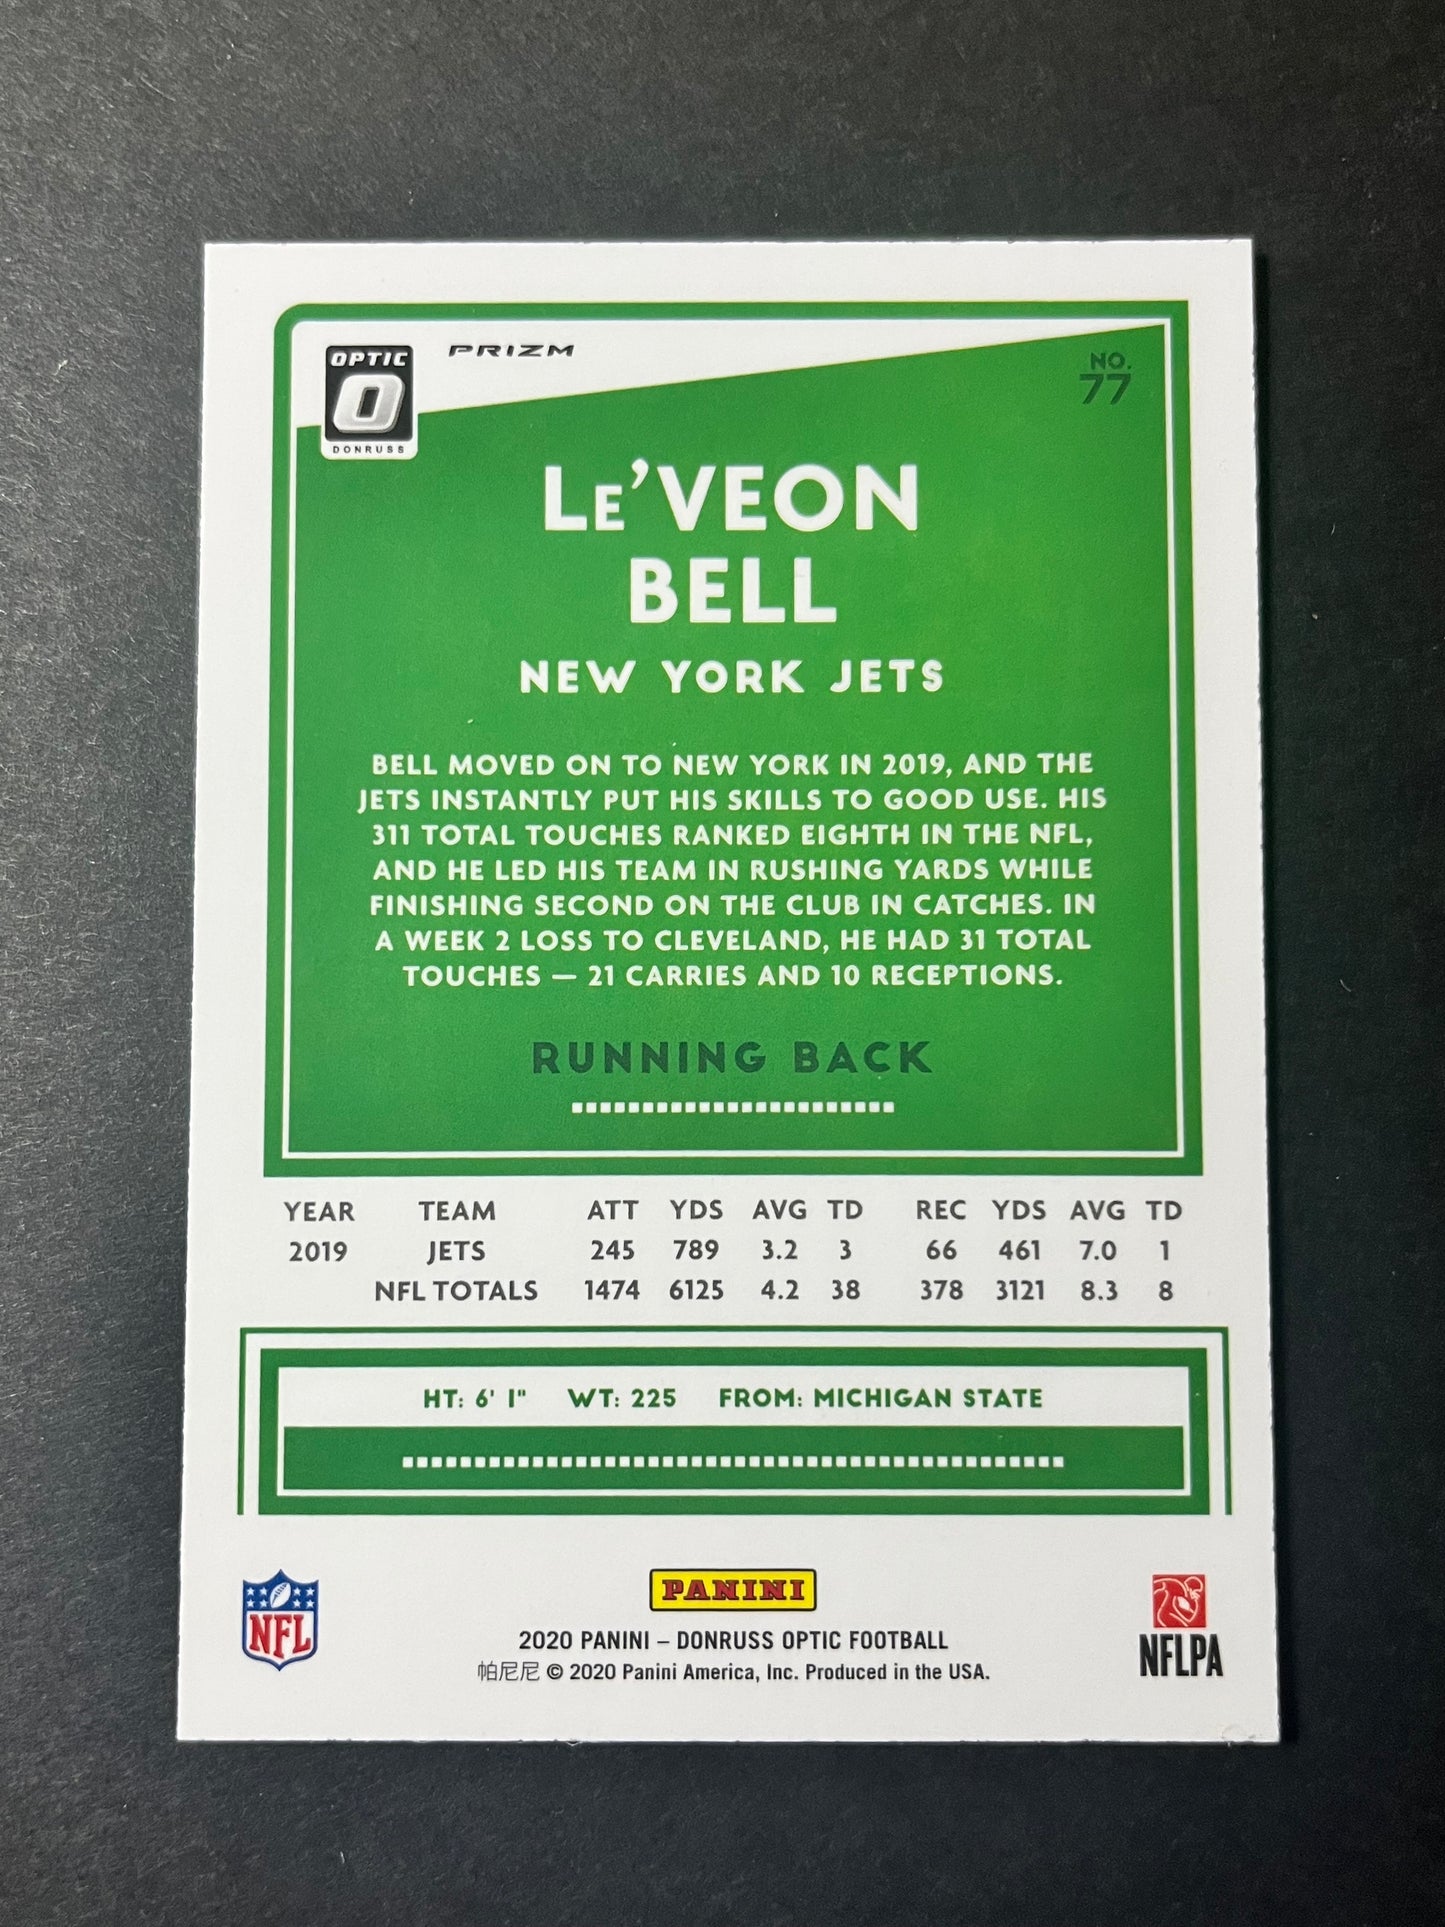 OPTIC
O
DONRUSS
PRIZM
NO.
77
Le'VEON
BELL
NEW YORK JETS
BELL MOVED ON TO NEW YORK IN 2019, AND THE
JETS INSTANTLY PUT HIS SKILLS TO GOOD USE. HIS
311 TOTAL TOUCHES RANKED EIGHTH IN THE NFL,
AND HE LED HIS TEAM IN RUSHING YARDS WHILE
FINISHING SECOND ON THE CLUB IN CATCHES. IN
A WEEK 2 LOSS TO CLEVELAND, HE HAD 31 TOTAL
TOUCHES — 21 CARRIES AND 10 RECEPTIONS.
RUNNING BACK
YEAR TEAM ATT YDS AVG TD REC YDS AVG TD
2019 JETS 245 789 3.2 3 66 461 7.0 1
NFL TOTALS 1474 6125 4.2 38 378 3121 8.3 8
HT: 6' 1" WT: 225 FROM: MICHIGAN STATE
NFL
PANINI
2020 PANINI – DONRUSS OPTIC FOOTBALL
帕尼尼 © 2020 Panini America, Inc. Produced in the USA.
NFLPA